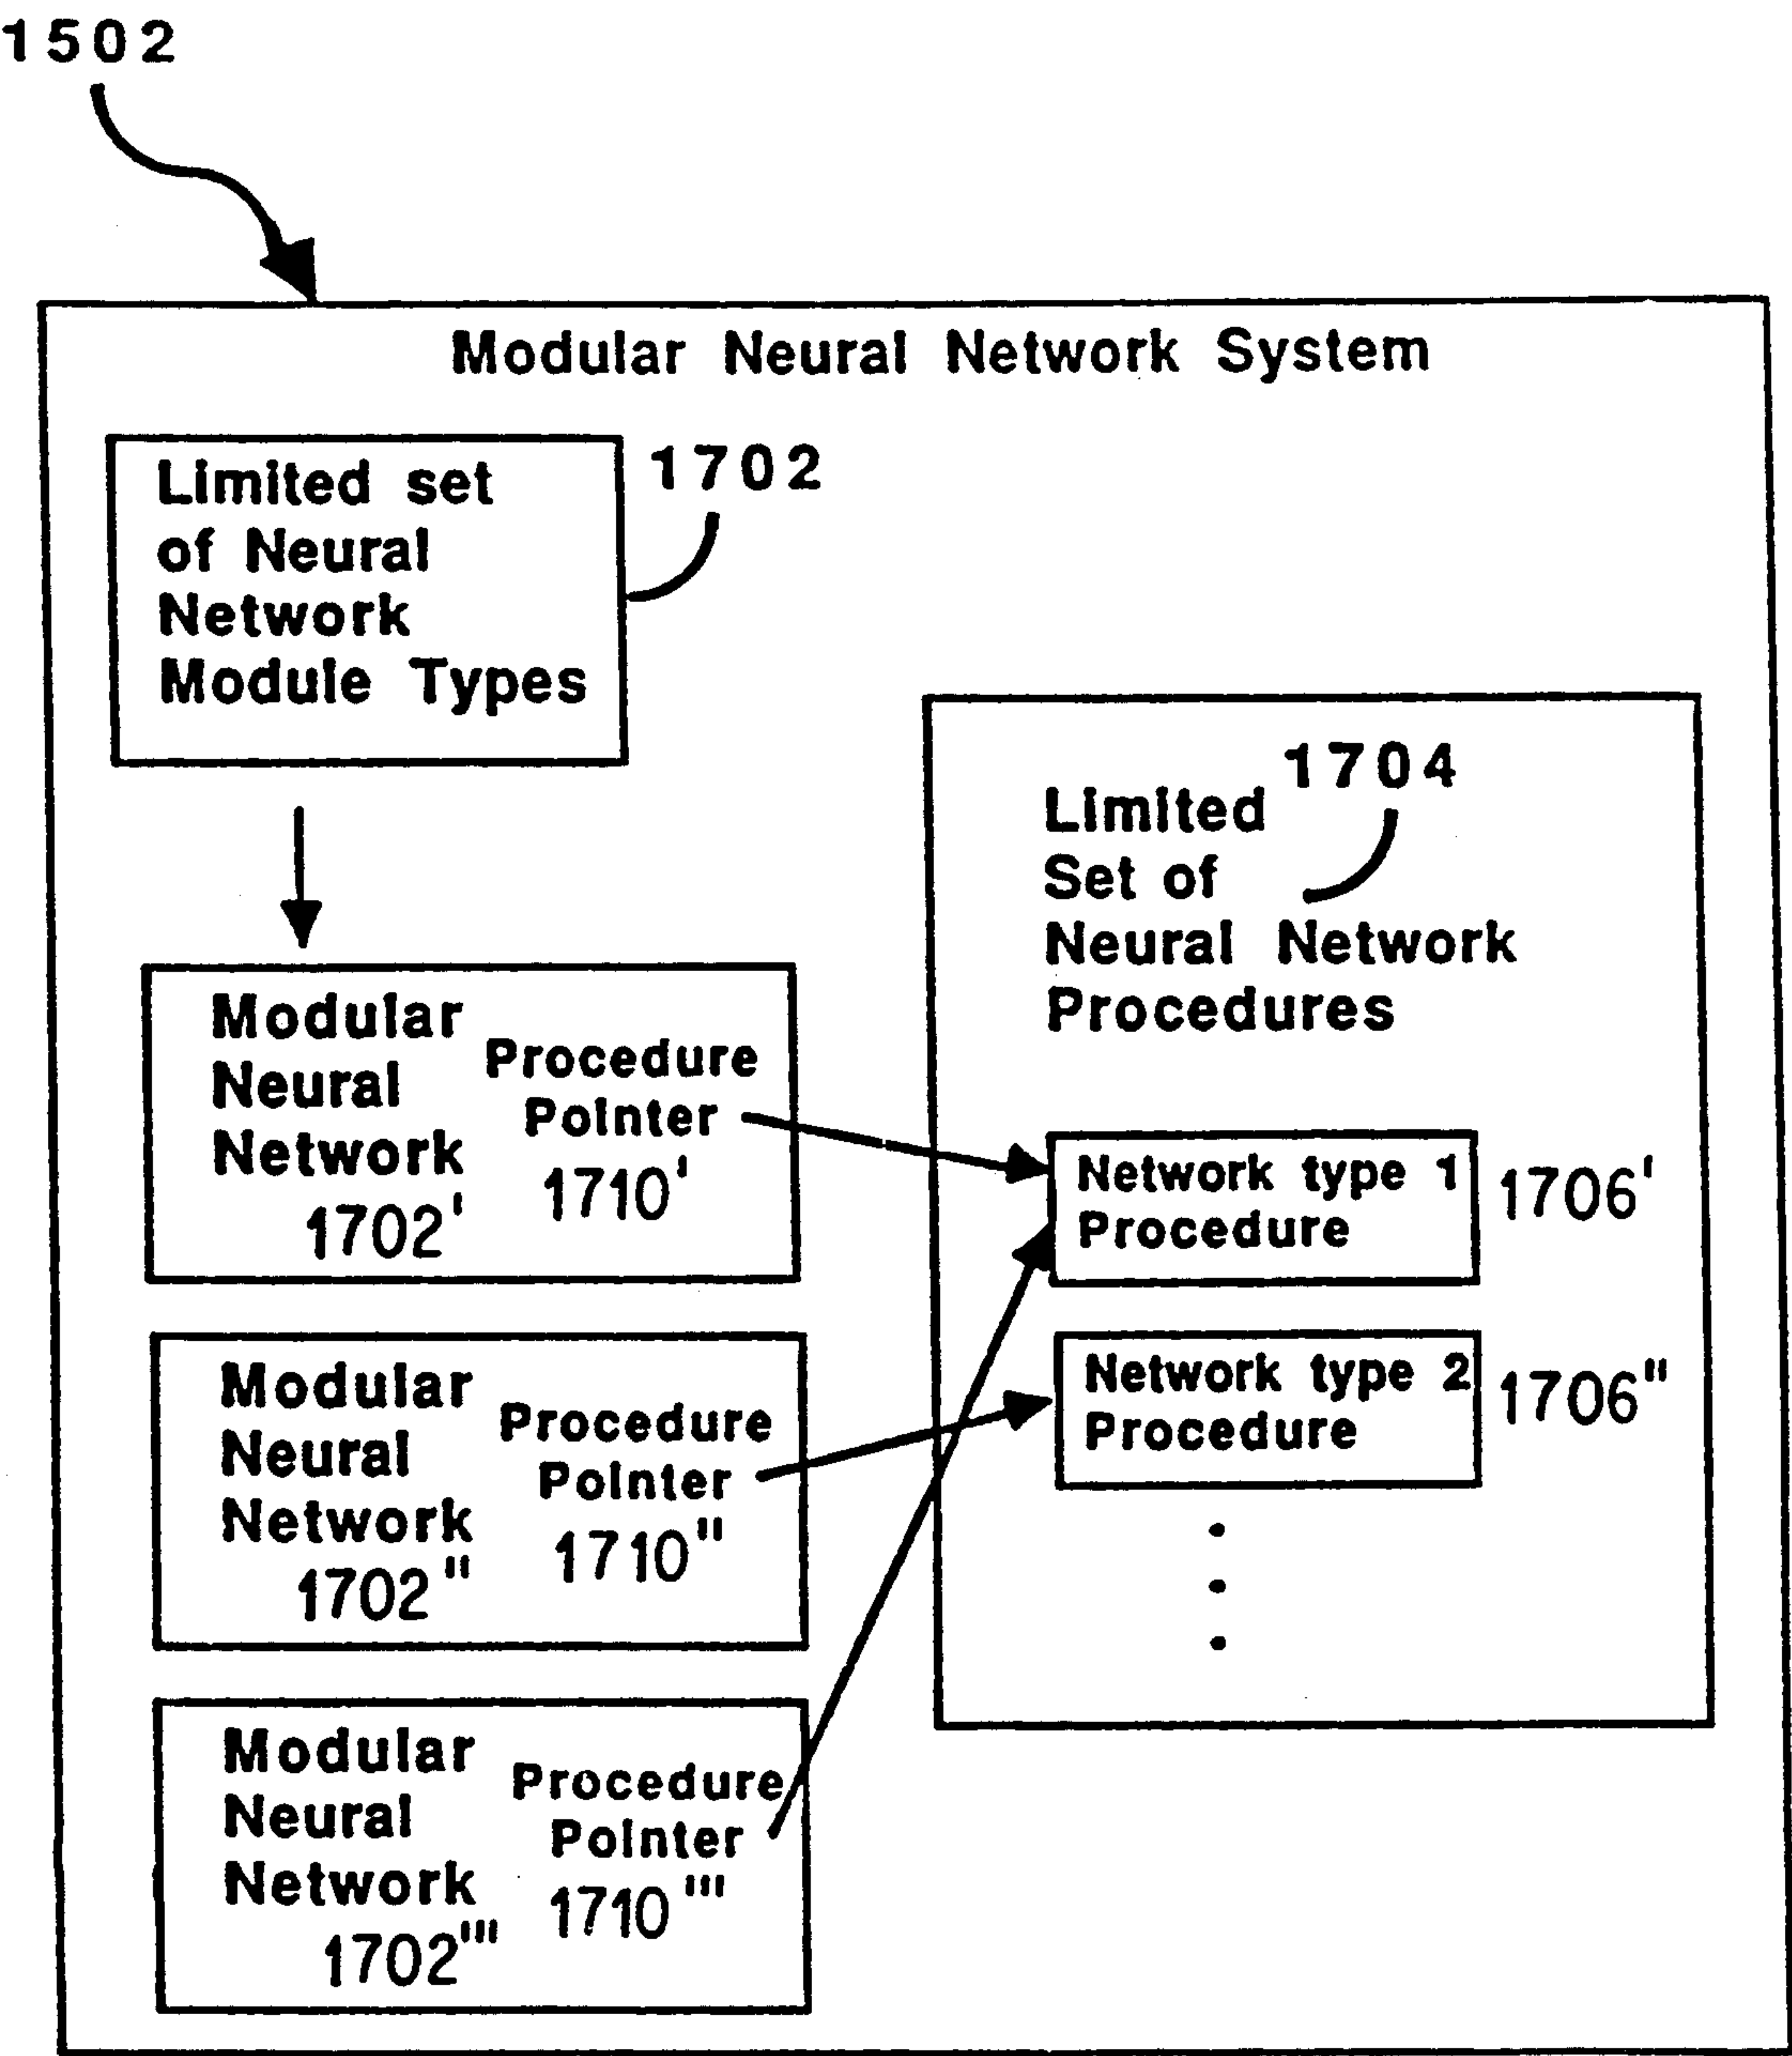 1502
Modular Neural Network System
Limited set
of Neural
Network
Module Types
1702
1704
Limited
Set of
Neural Network
Procedures
Modular
Neural
Network
1702'
Procedure
Pointer
1710'
Network type 1
Procedure
1706'
Modular
Neural
Network
1702"
Procedure
Pointer
1710"
Network type 2
Procedure
1706"
Modular
Neural
Network
1702'''
Procedure
Pointer
1710'''